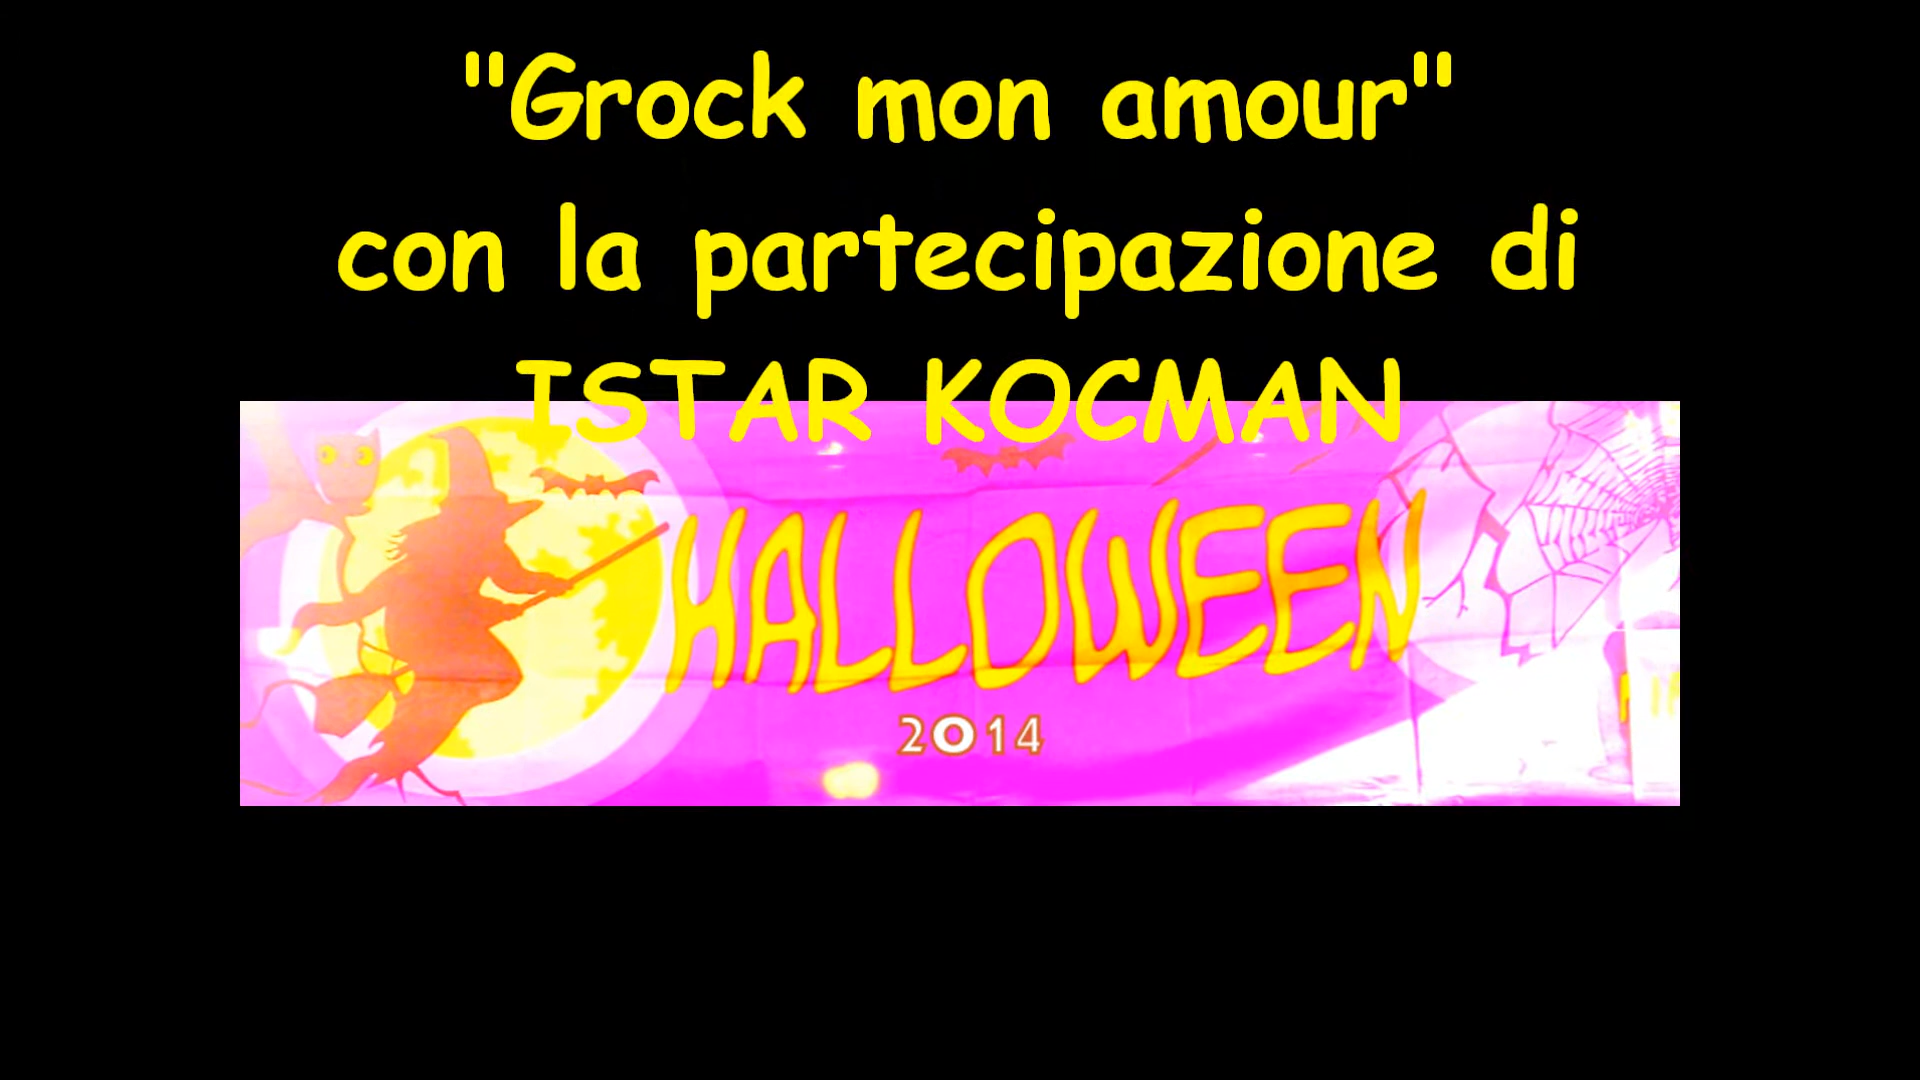 "Grock mon amour"
con la partecipazione di
ISTAR KOCMAN
HALLOWEEN
2014